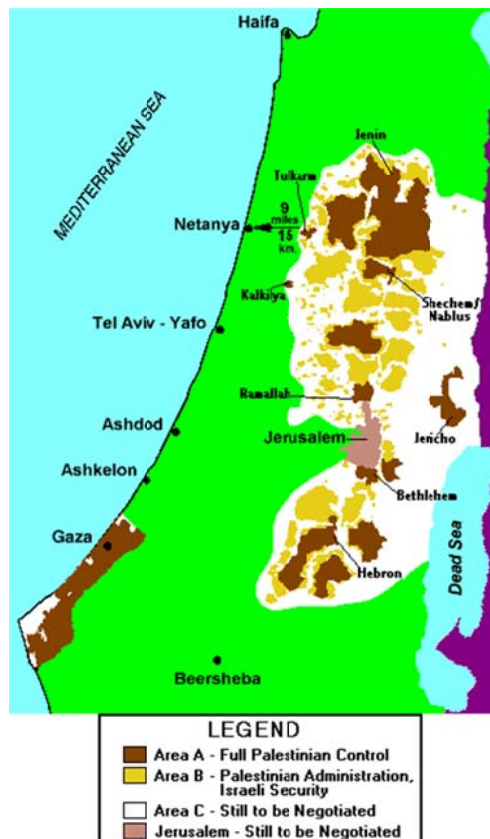 Haifa
MEDITERRANEAN SEA
Jenin
Tulkarm
9
miles
15
km.
Netanya
Kalkilya
Shechem/
Nablus
Tel Aviv - Yafo
Ramallah
Ashdod
Jerusalem
Jericho
Ashkelon
Bethlehem
Gaza
Hebron
Dead Sea
Beersheba
LEGEND
Area A - Full Palestinian Control
Area B - Palestinian Administration,
Israeli Security
Area C - Still to be Negotiated
Jerusalem - Still to be Negotiated